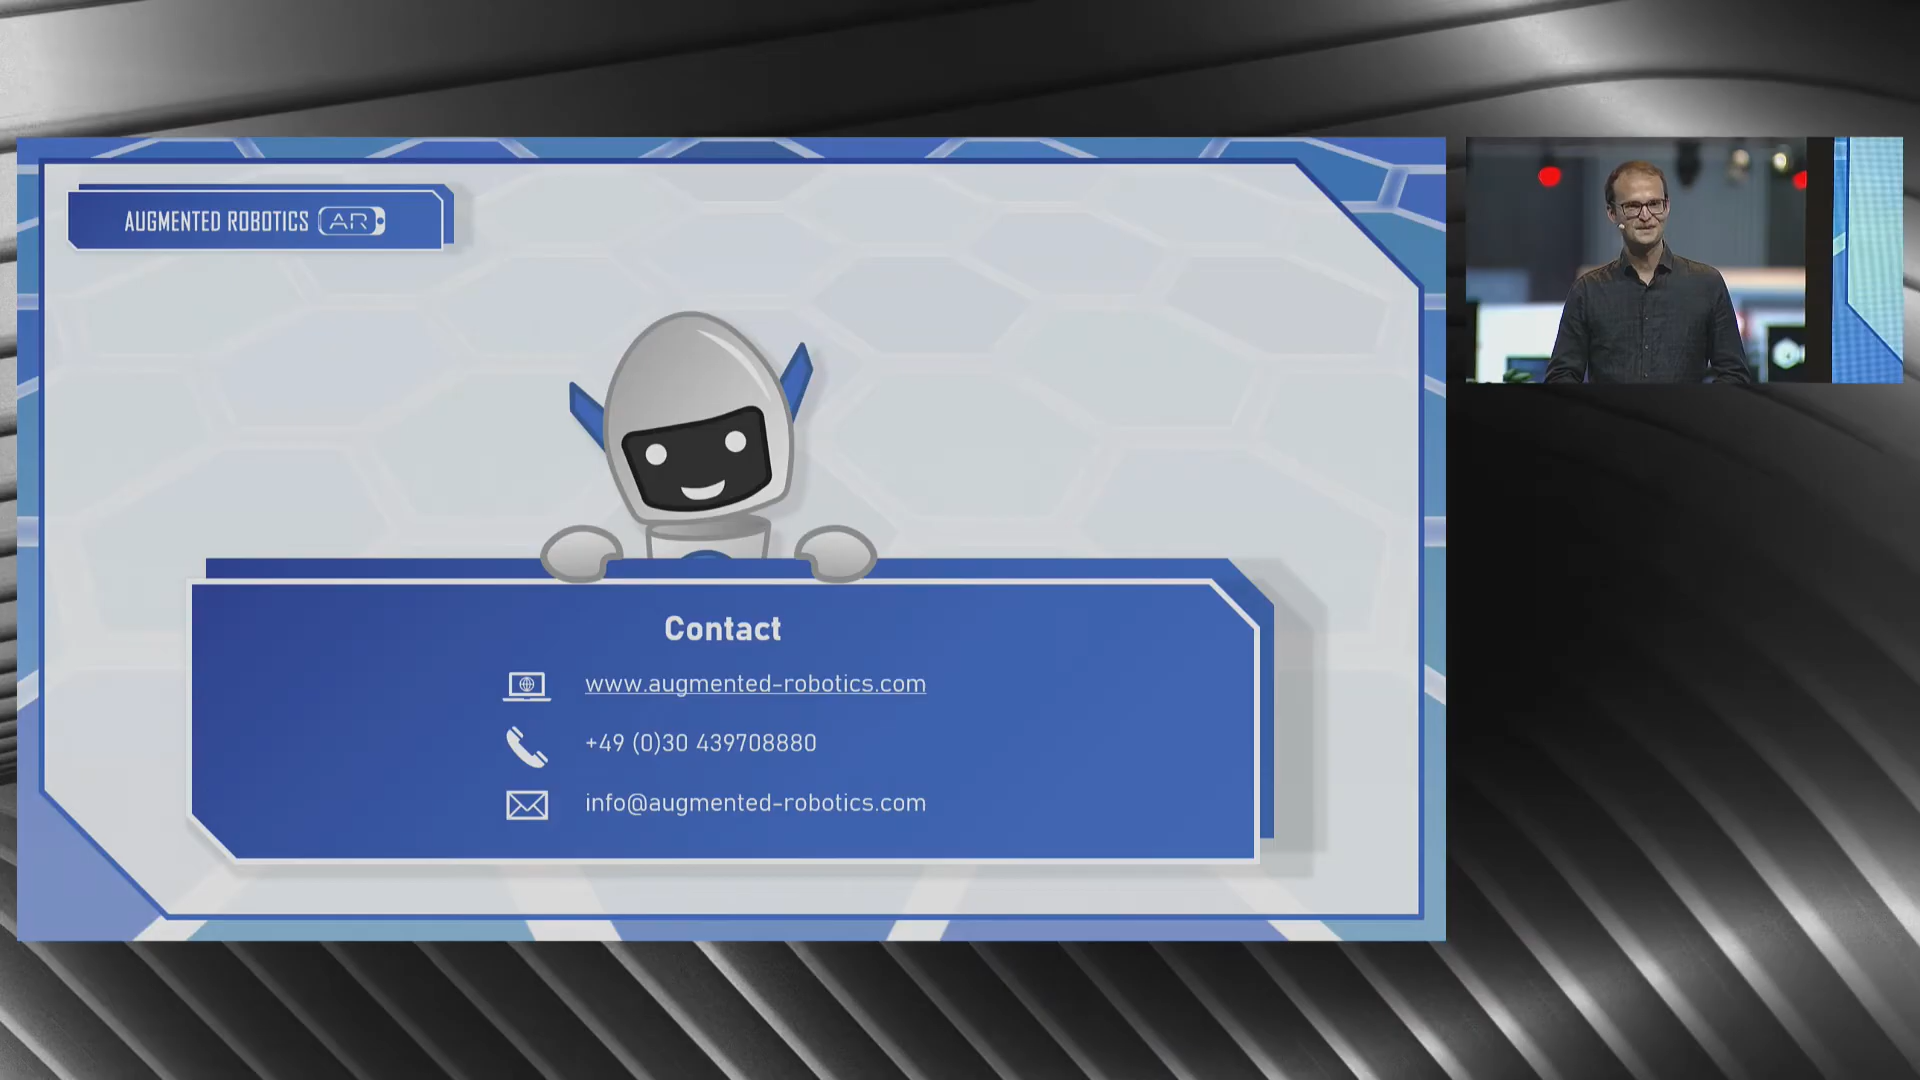 AUGMENTED ROBOTICS AR
Contact
www.augmented-robotics.com
+49 (0)30 439708880
info@augmented-robotics.com